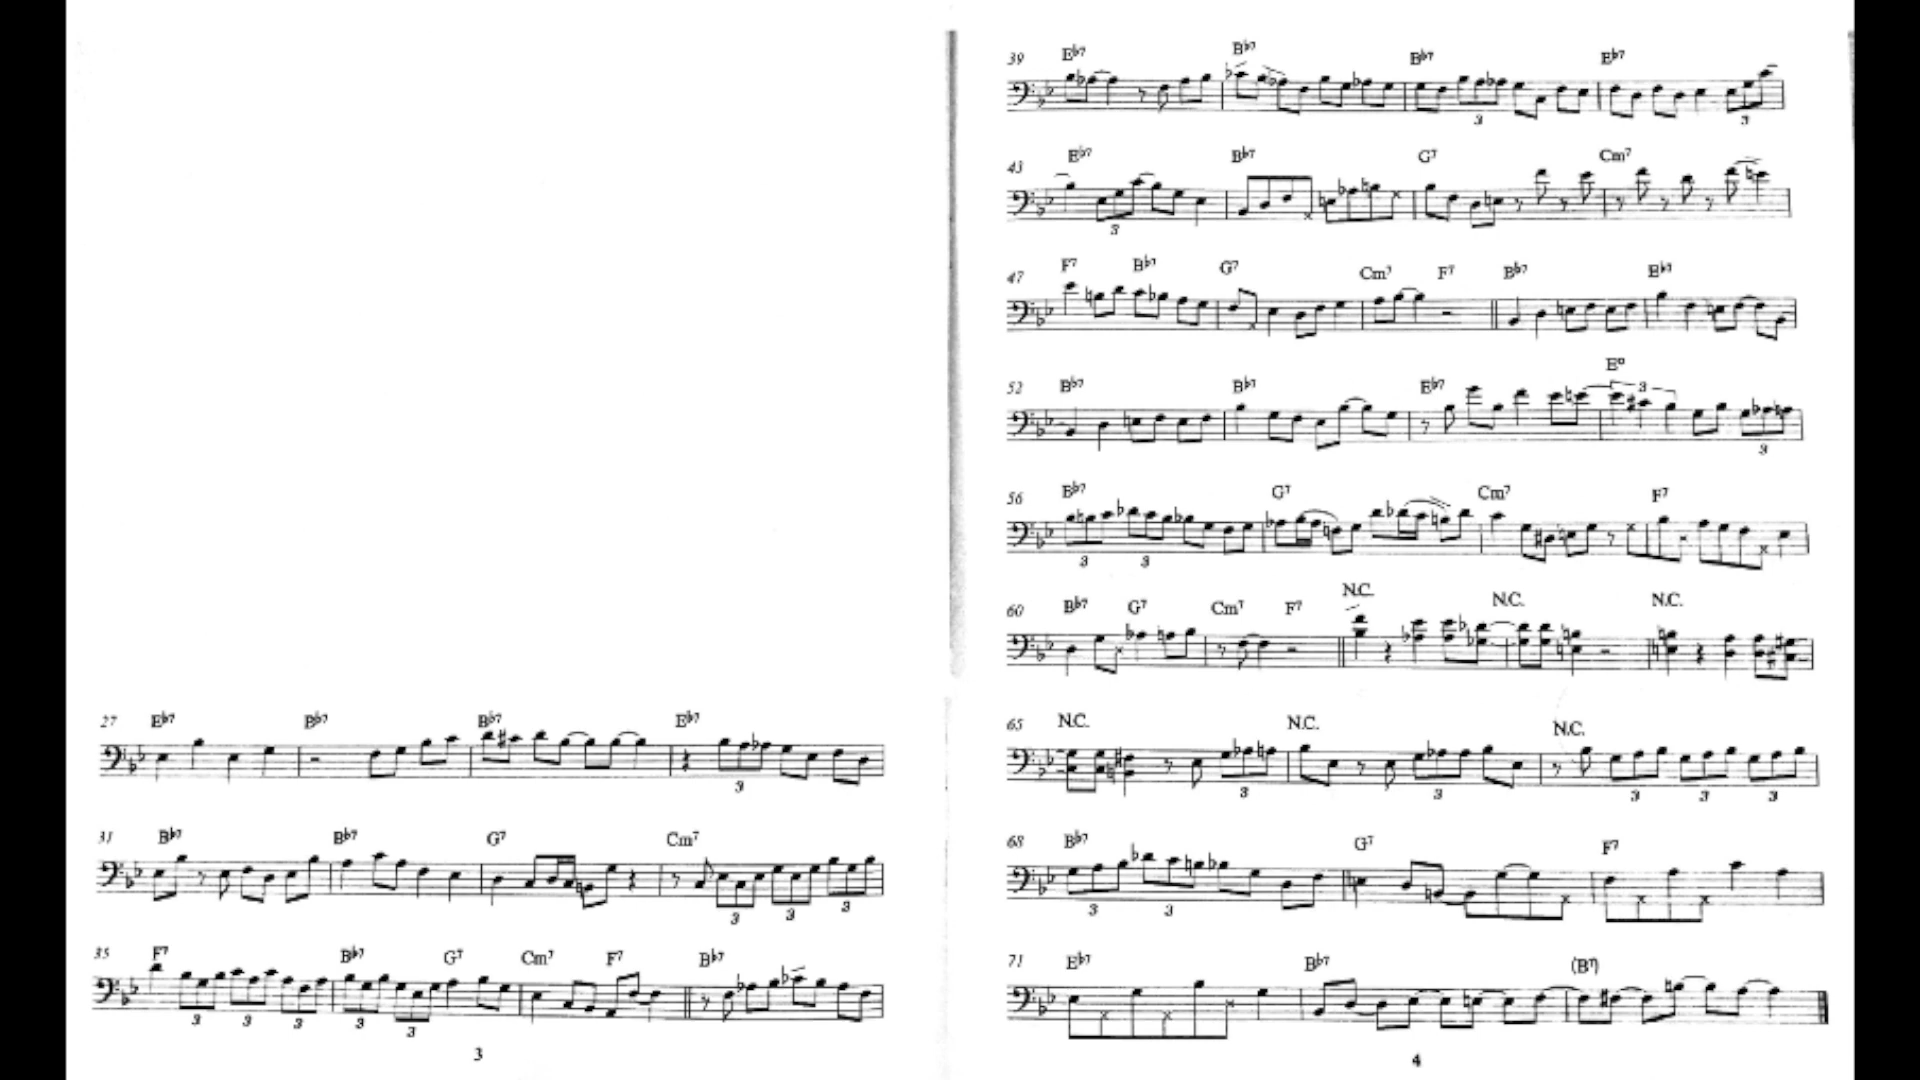 27 E♭7 B♭7 B♭7 E♭7
3
31 B♭7 B♭7 G7 Cm7
3 3 3
35 F7 B♭7 G7 Cm7 F7 B♭7
3 3 3 3 3
3
39 E♭7 B♭7 B♭7 E♭7
3 3
43 E♭7 B♭7 G7 Cm7
3
47 F7 B♭7 G7 Cm7 F7 B♭7 E♭7
E°
52 B♭7 B♭7 E♭7 3
3
56 B♭7 G7 Cm7 F7
3 3
60 B♭7 G7 Cm7 F7 N.C. N.C. N.C.
65 N.C. N.C. N.C.
3 3 3 3 3
68 B♭7 G7 F7
3 3
71 E♭7 B♭7 (B7)
4